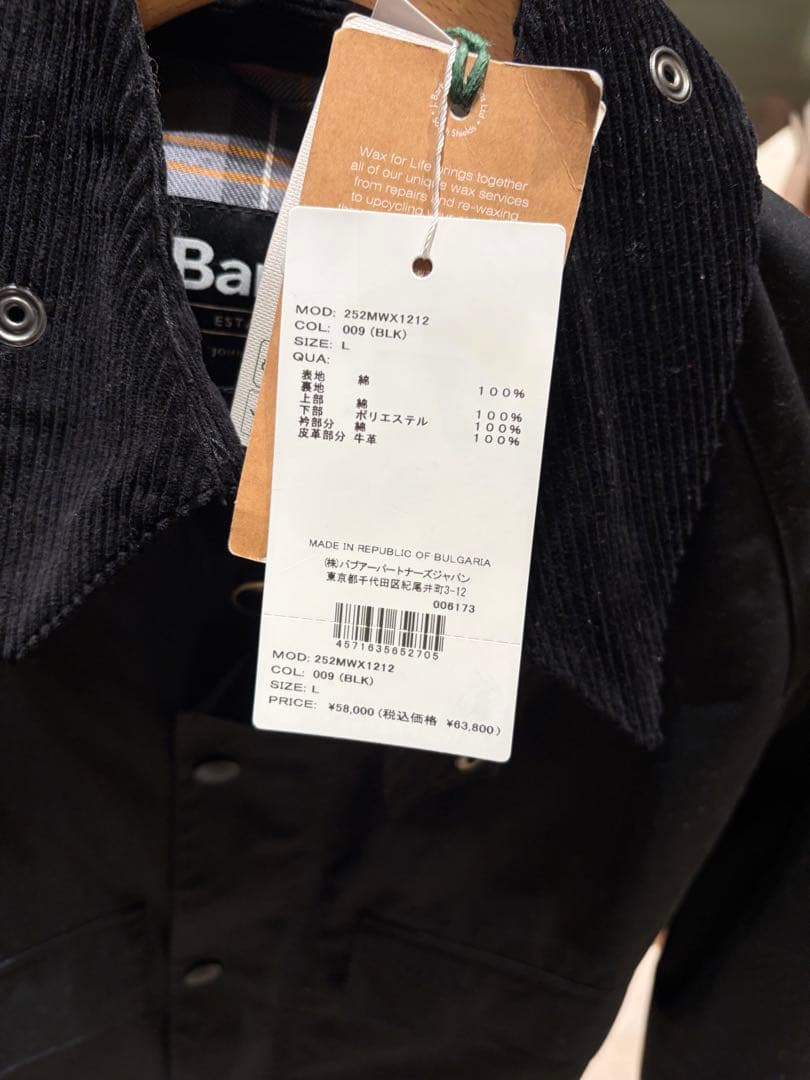 J. Bar
Wax for Life brings together
all of our unique wax services
from repairs and re-waxing
to upcycling
Bar
EST
JOHN
MOD: 252MWX1212
COL: 009 (BLK)
SIZE: L
QUA:
表地 綿 100%
裏地
上部 綿 100%
下部 ポリエステル 100%
衿部分 綿 100%
皮革部分 牛革 100%
MADE IN REPUBLIC OF BULGARIA
(株)バブアーパートナーズジャパン
東京都千代田区紀尾井町3-12
006173
4571635652705
MOD: 252MWX1212
COL: 009 (BLK)
SIZE: L
PRICE: ¥58,000 (税込価格 ¥63,800)